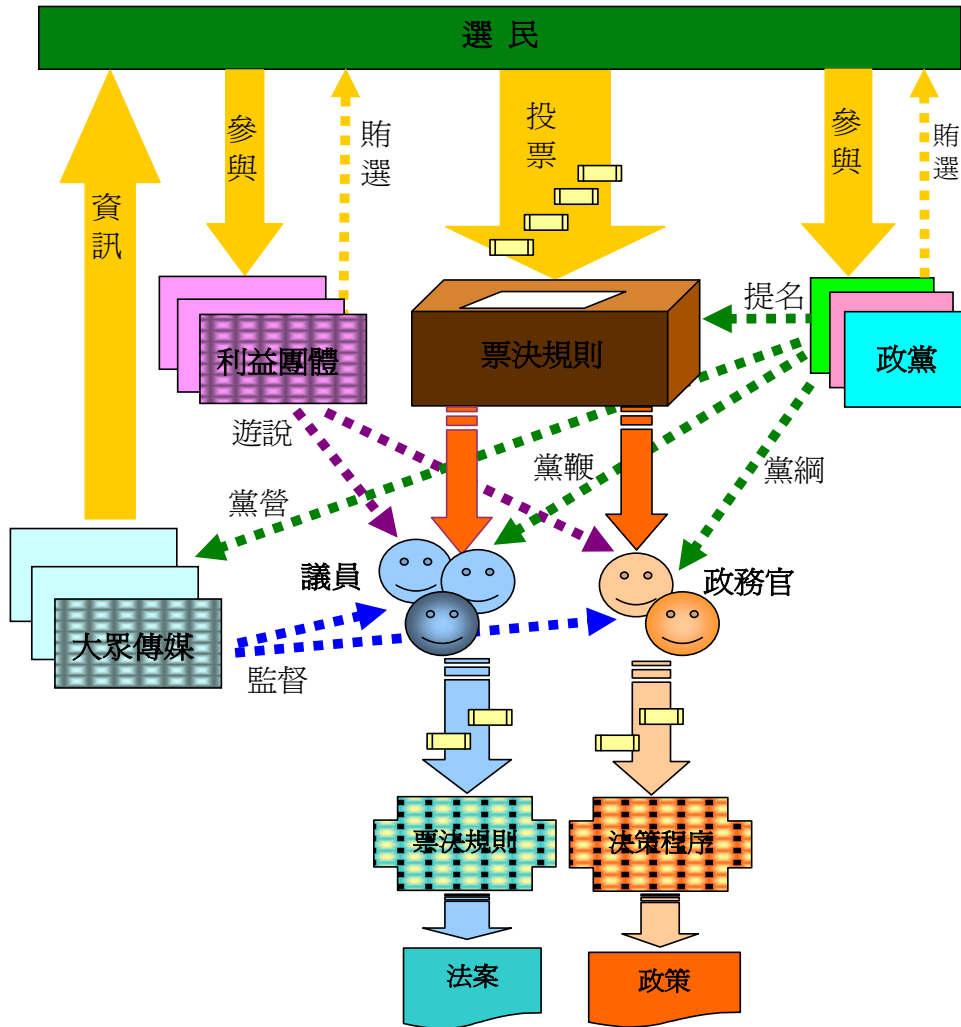 選 民
參與
賄選
投票
參與
賄選
資訊
提名
利益團體
票決規則
政黨
遊說
黨鞭
黨綱
黨營
議員
政務官
大眾傳媒
監督
票決規則
決策程序
法案
政策